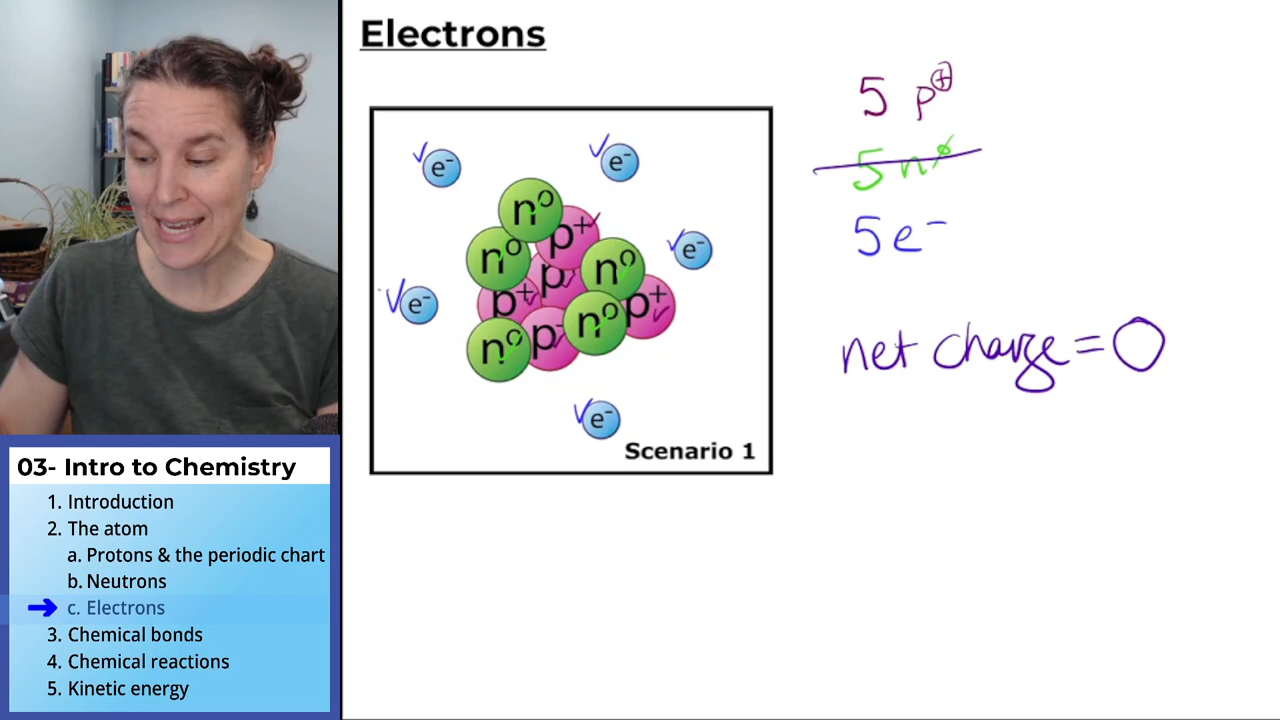 Electrons
5 p⊕
5 n⁰
5 e⁻
net charge = 0
e⁻
e⁻
n⁰
p⁺
n⁰
e⁻
n⁰
p
p⁺
p⁺
e⁻
n⁰
n⁰
p
e⁻
Scenario 1
03- Intro to Chemistry
1. Introduction
2. The atom
a. Protons & the periodic chart
b. Neutrons
c. Electrons
3. Chemical bonds
4. Chemical reactions
5. Kinetic energy